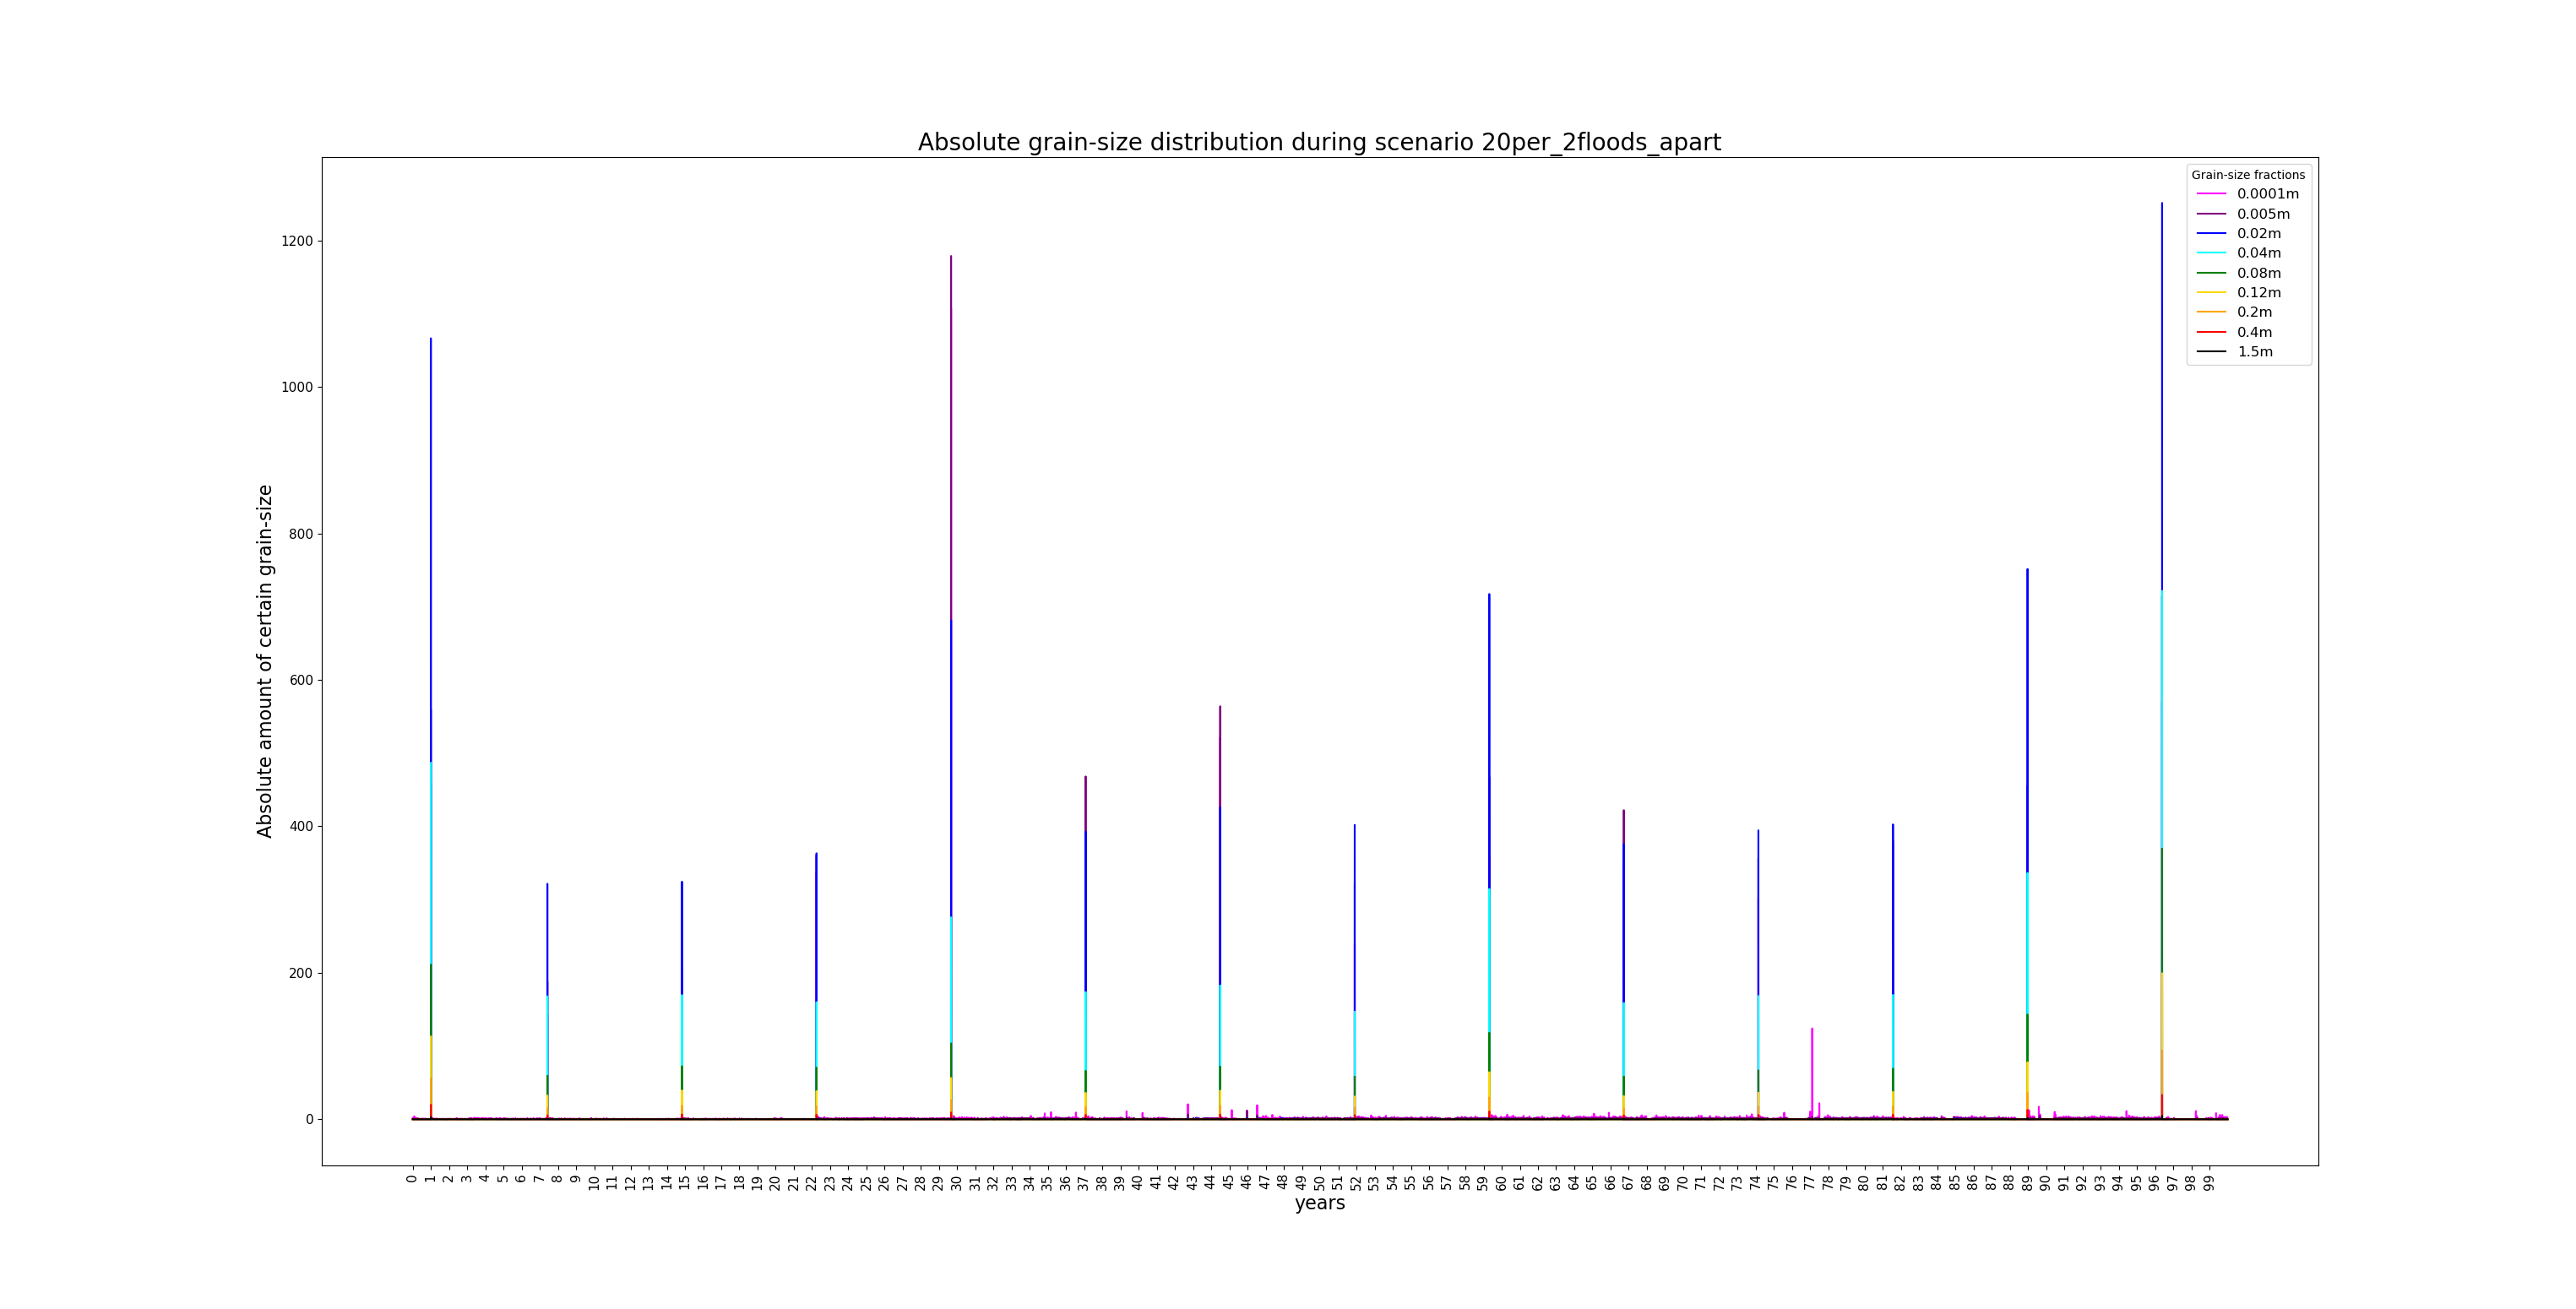 Absolute grain-size distribution during scenario 20per_2floods_apart
Grain-size fractions
0.0001m
0.005m
0.02m
0.04m
0.08m
0.12m
0.2m
0.4m
1.5m
Absolute amount of certain grain-size
1200
1000
800
600
400
200
0
0 1 2 3 4 5 6 7 8 9 10 11 12 13 14 15 16 17 18 19 20 21 22 23 24 25 26 27 28 29 30 31 32 33 34 35 36 37 38 39 40 41 42 43 44 45 46 47 48 49 50 51 52 53 54 55 56 57 58 59 60 61 62 63 64 65 66 67 68 69 70 71 72 73 74 75 76 77 78 79 80 81 82 83 84 85 86 87 88 89 90 91 92 93 94 95 96 97 98 99
years